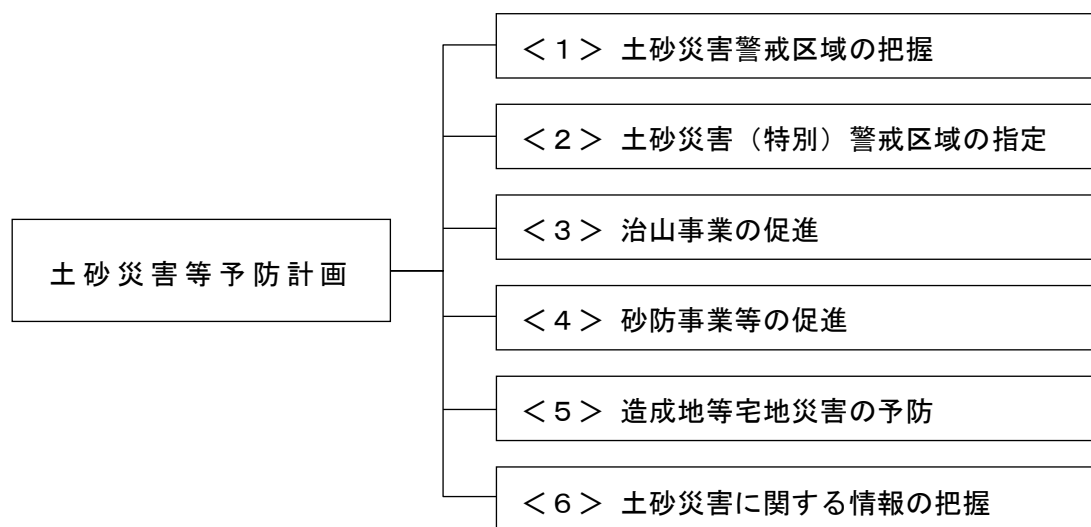 土砂災害等予防計画
＜１＞ 土砂災害警戒区域の把握
＜２＞ 土砂災害（特別）警戒区域の指定
＜３＞ 治山事業の促進
＜４＞ 砂防事業等の促進
＜５＞ 造成地等宅地災害の予防
＜６＞ 土砂災害に関する情報の把握